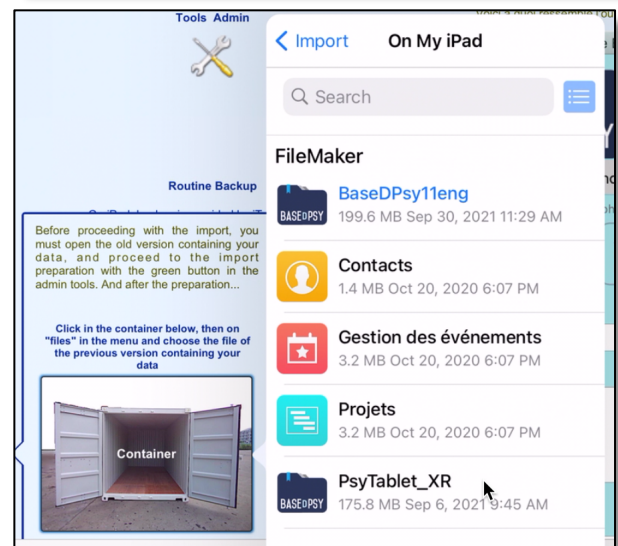 Tools Admin
Routine Backup
Before proceeding with the import, you
must open the old version containing your
data, and proceed to the import
preparation with the green button in the
admin tools. And after the preparation...
Click in the container below, then on
"files" in the menu and choose the file of
the previous version containing your
data
Container
Import
On My iPad
Search
FileMaker
BASEDPSY
BaseDPsy11eng
199.6 MB Sep 30, 2021 11:29 AM
Contacts
1.4 MB Oct 20, 2020 6:07 PM
Gestion des événements
3.2 MB Oct 20, 2020 6:07 PM
Projets
3.2 MB Oct 20, 2020 6:07 PM
BASEDPSY
PsyTablet_XR
175.8 MB Sep 6, 2021 9:45 AM